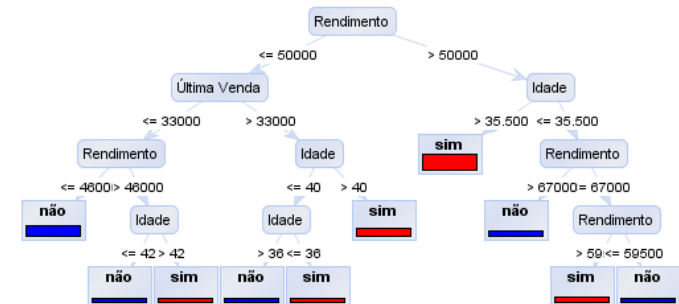 Rendimento
<= 50000 > 50000
Última Venda Idade
<= 33000 > 33000 > 35.500 <= 35.500
Rendimento Idade sim Rendimento
<= 4600 > 46000 <= 40 > 40 > 67000 = 67000
não Idade Idade sim não Rendimento
<= 42 > 42 > 36 <= 36 > 59 <= 59500
não sim não sim sim não